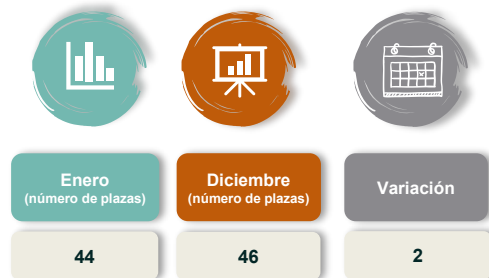 Enero
(número de plazas)
Diciembre
(número de plazas)
Variación
44
46
2